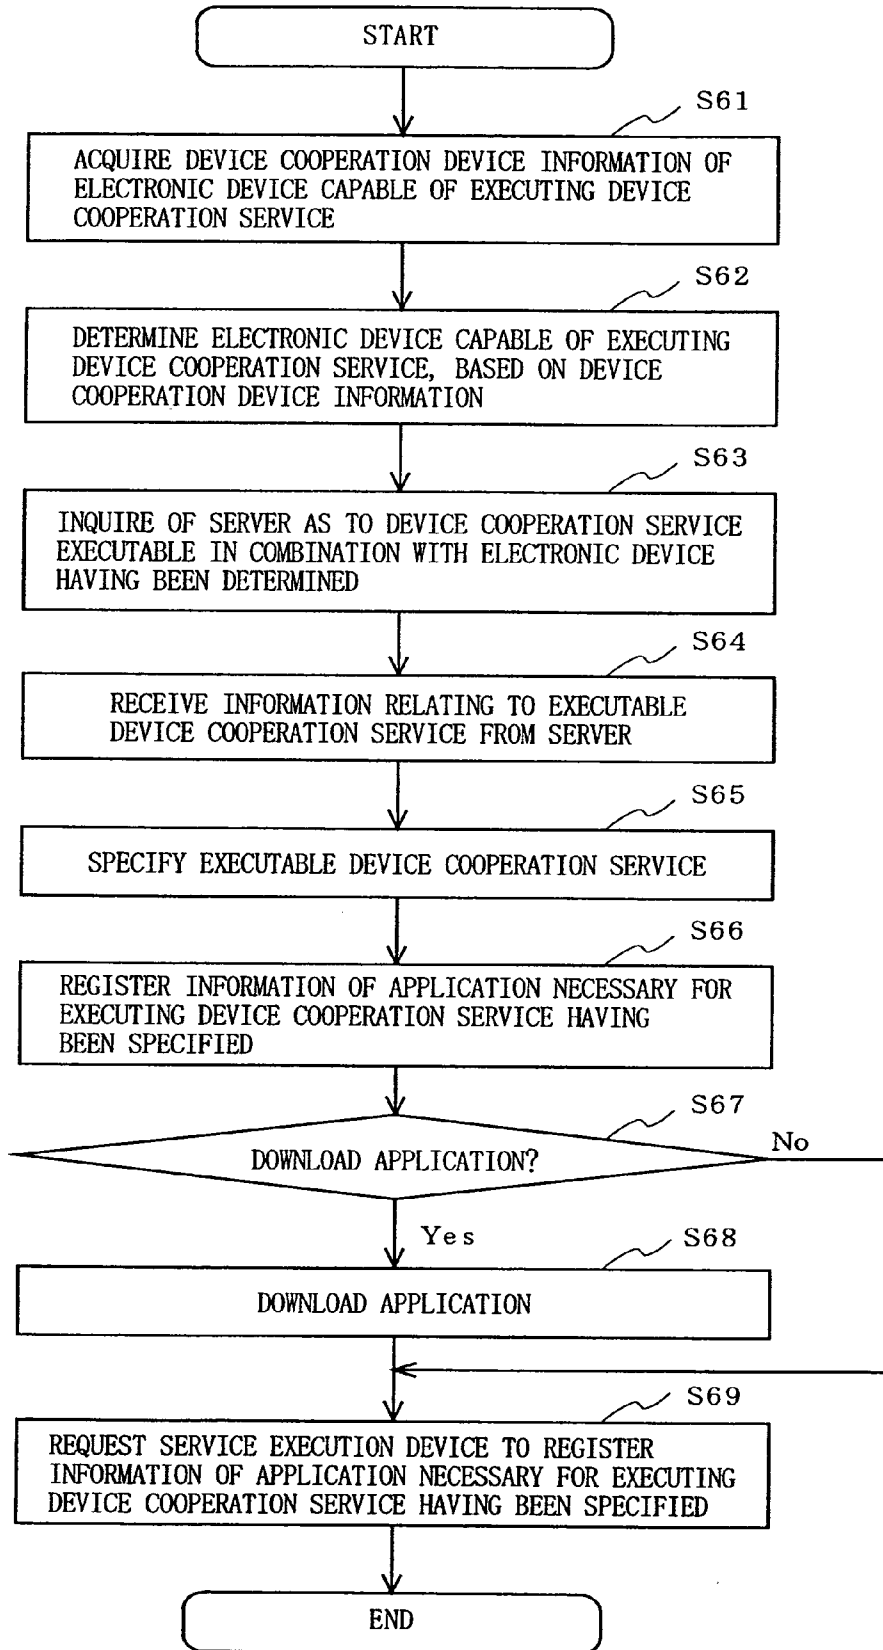 START
S61
ACQUIRE DEVICE COOPERATION DEVICE INFORMATION OF
ELECTRONIC DEVICE CAPABLE OF EXECUTING DEVICE
COOPERATION SERVICE
S62
DETERMINE ELECTRONIC DEVICE CAPABLE OF EXECUTING
DEVICE COOPERATION SERVICE, BASED ON DEVICE
COOPERATION DEVICE INFORMATION
S63
INQUIRE OF SERVER AS TO DEVICE COOPERATION SERVICE
EXECUTABLE IN COMBINATION WITH ELECTRONIC DEVICE
HAVING BEEN DETERMINED
S64
RECEIVE INFORMATION RELATING TO EXECUTABLE
DEVICE COOPERATION SERVICE FROM SERVER
S65
SPECIFY EXECUTABLE DEVICE COOPERATION SERVICE
S66
REGISTER INFORMATION OF APPLICATION NECESSARY FOR
EXECUTING DEVICE COOPERATION SERVICE HAVING
BEEN SPECIFIED
S67
No
DOWNLOAD APPLICATION?
Yes
S68
DOWNLOAD APPLICATION
S69
REQUEST SERVICE EXECUTION DEVICE TO REGISTER
INFORMATION OF APPLICATION NECESSARY FOR EXECUTING
DEVICE COOPERATION SERVICE HAVING BEEN SPECIFIED
END